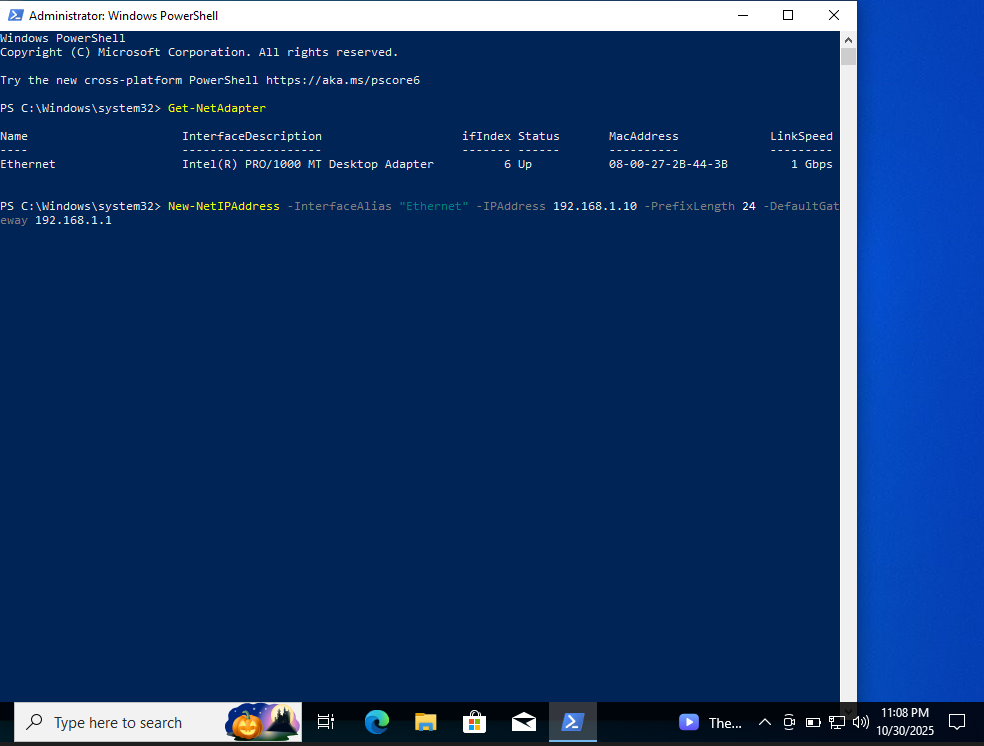 Administrator: Windows PowerShell
Windows PowerShell
Copyright (C) Microsoft Corporation. All rights reserved.
Try the new cross-platform PowerShell https://aka.ms/pscore6
PS C:\Windows\system32> Get-NetAdapter
Name                      InterfaceDescription                    ifIndex Status       MacAddress             LinkSpeed
----                      --------------------                    ------- ------       ----------             ---------
Ethernet                  Intel(R) PRO/1000 MT Desktop Adapter          6 Up           08-00-27-2B-44-3B         1 Gbps
PS C:\Windows\system32> New-NetIPAddress -InterfaceAlias "Ethernet" -IPAddress 192.168.1.10 -PrefixLength 24 -DefaultGat
eway 192.168.1.1
Type here to search
The...
11:08 PM
10/30/2025